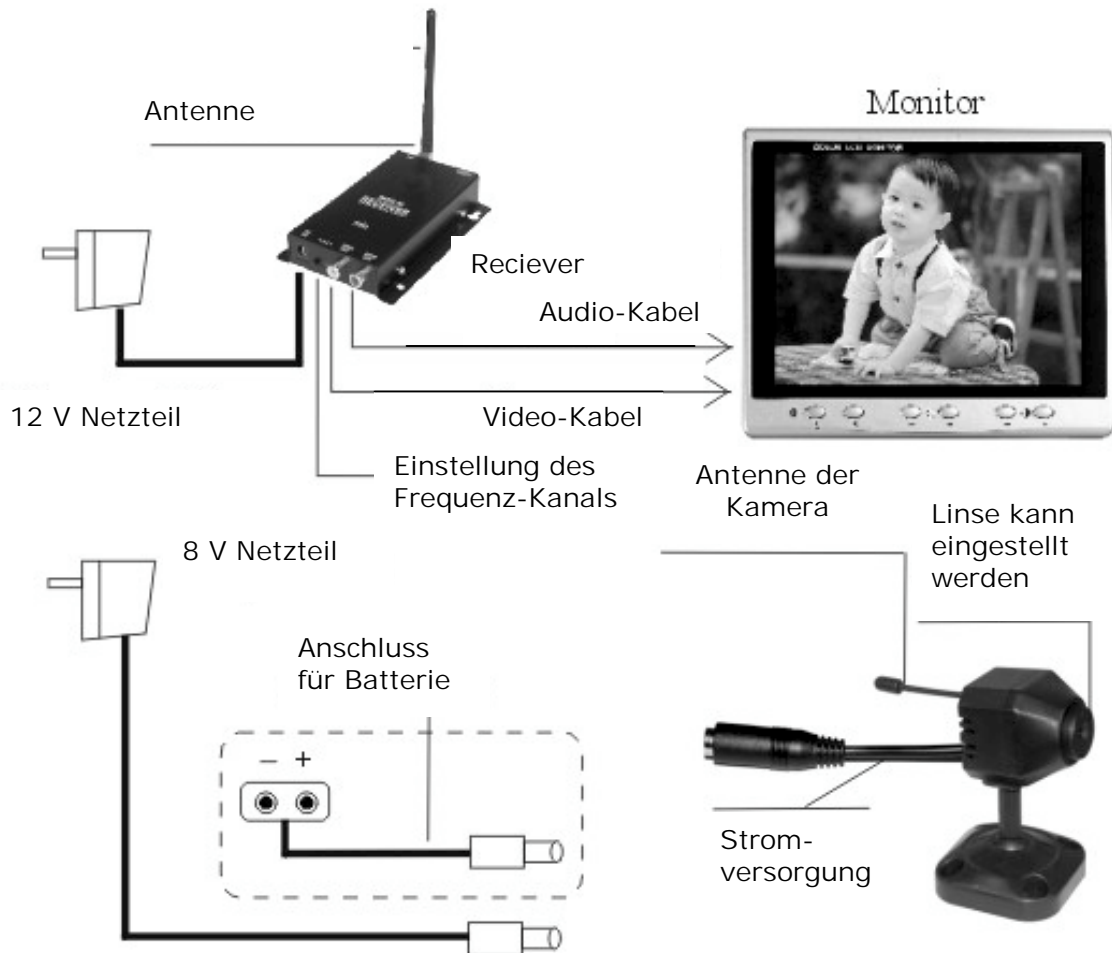 Antenne
Monitor
RECEIVER
Reciever
Audio-Kabel
12 V Netzteil
Video-Kabel
Einstellung des
Frequenz-Kanals
Antenne der
Kamera
Linse kann
eingestellt
werden
8 V Netzteil
Anschluss
für Batterie
− +
Strom-
versorgung